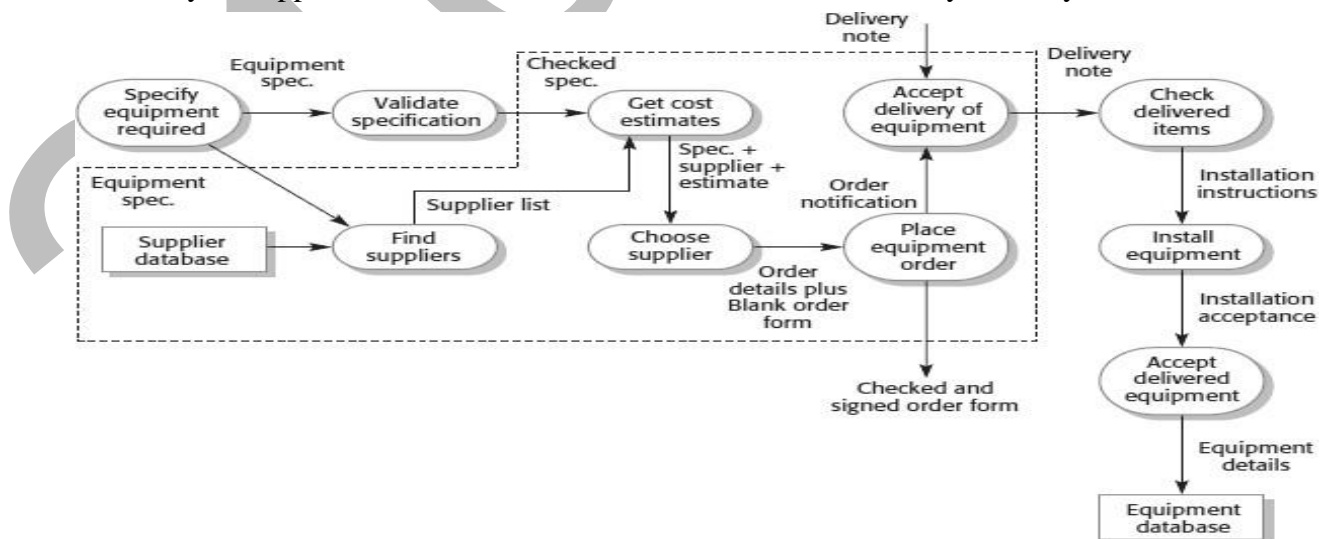 Delivery
note
Delivery
note
Equipment
spec.
Checked
spec.
Specify
equipment
required
Validate
specification
Get cost
estimates
Accept
delivery of
equipment
Check
delivered
items
Spec. +
supplier +
estimate
Equipment
spec.
Supplier list
Order
notification
Installation
instructions
Supplier
database
Find
suppliers
Choose
supplier
Place
equipment
order
Install
equipment
Order
details plus
Blank order
form
Installation
acceptance
Checked and
signed order form
Accept
delivered
equipment
Equipment
details
Equipment
database